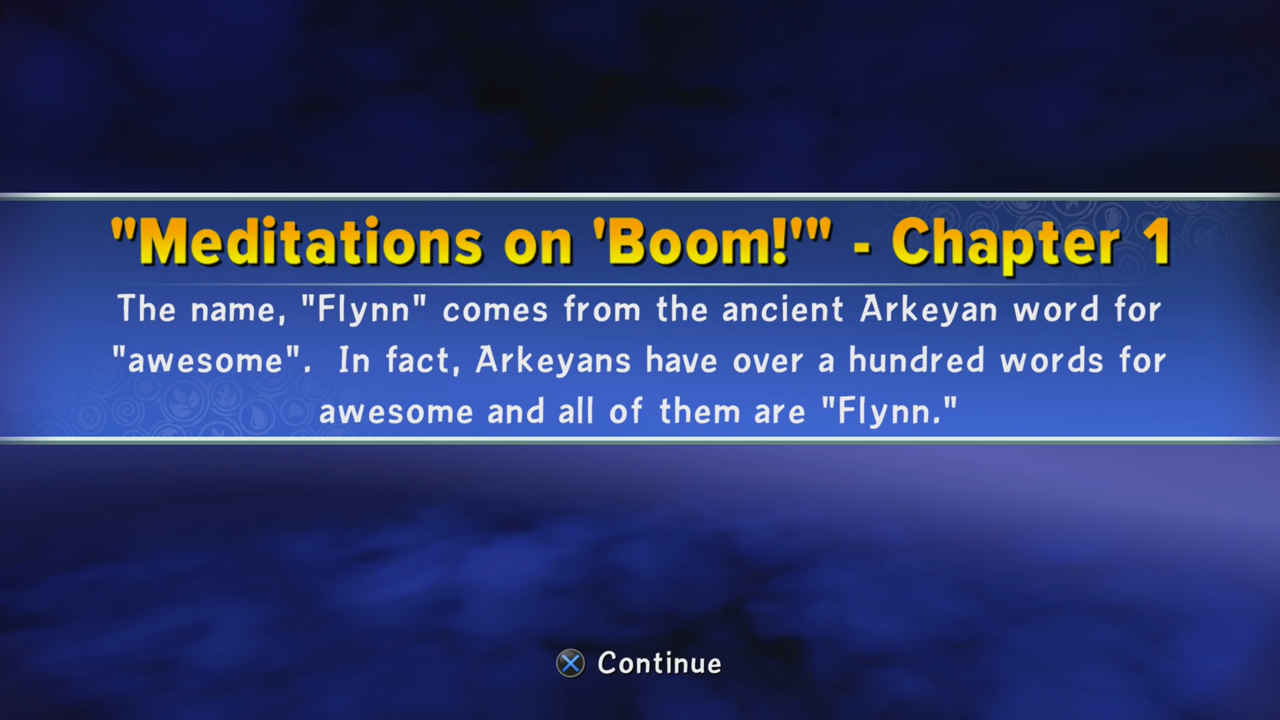 "Meditations on 'Boom!'" - Chapter 1
The name, "Flynn" comes from the ancient Arkeyan word for
"awesome".  In fact, Arkeyans have over a hundred words for
awesome and all of them are "Flynn."
Continue